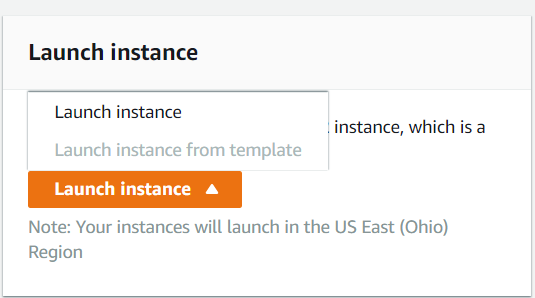 Launch instance
Launch instance
instance, which is a
Launch instance from template
Launch instance
Note: Your instances will launch in the US East (Ohio)
Region